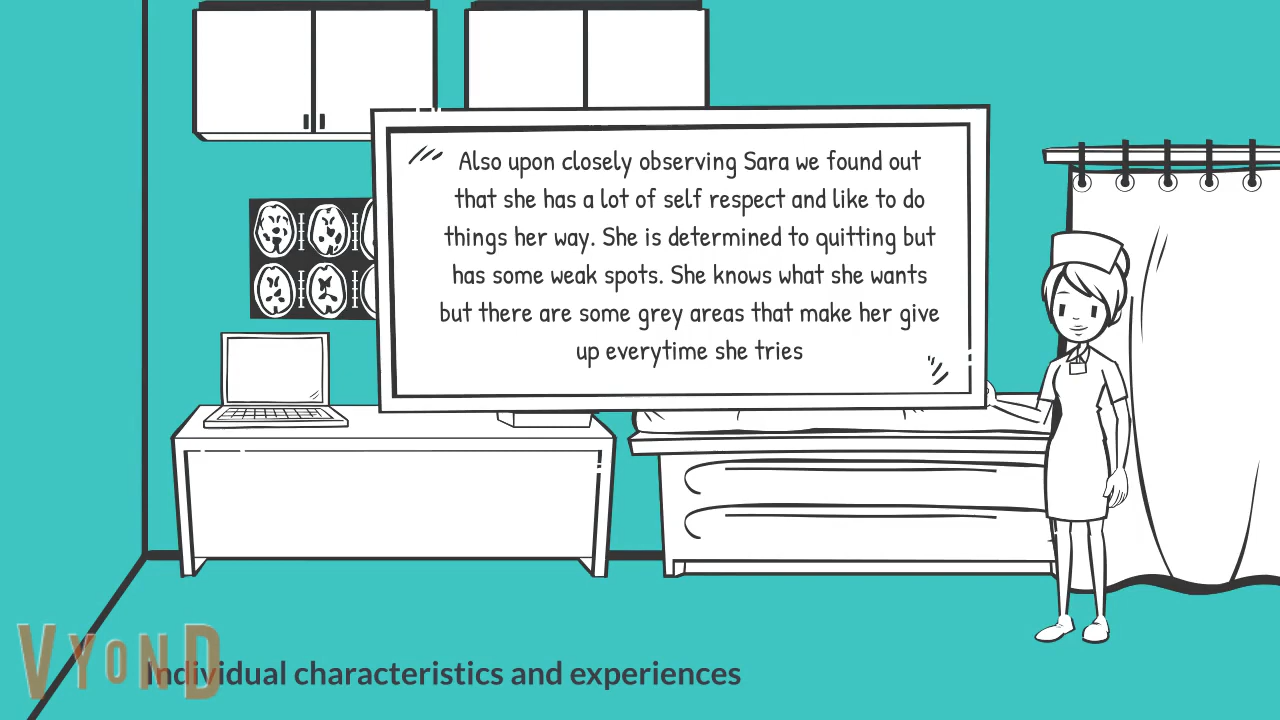 Also upon closely observing Sara we found out
that she has a lot of self respect and like to do
things her way. She is determined to quitting but
has some weak spots. She knows what she wants
but there are some grey areas that make her give
up everytime she tries
VYOND
Individual characteristics and experiences